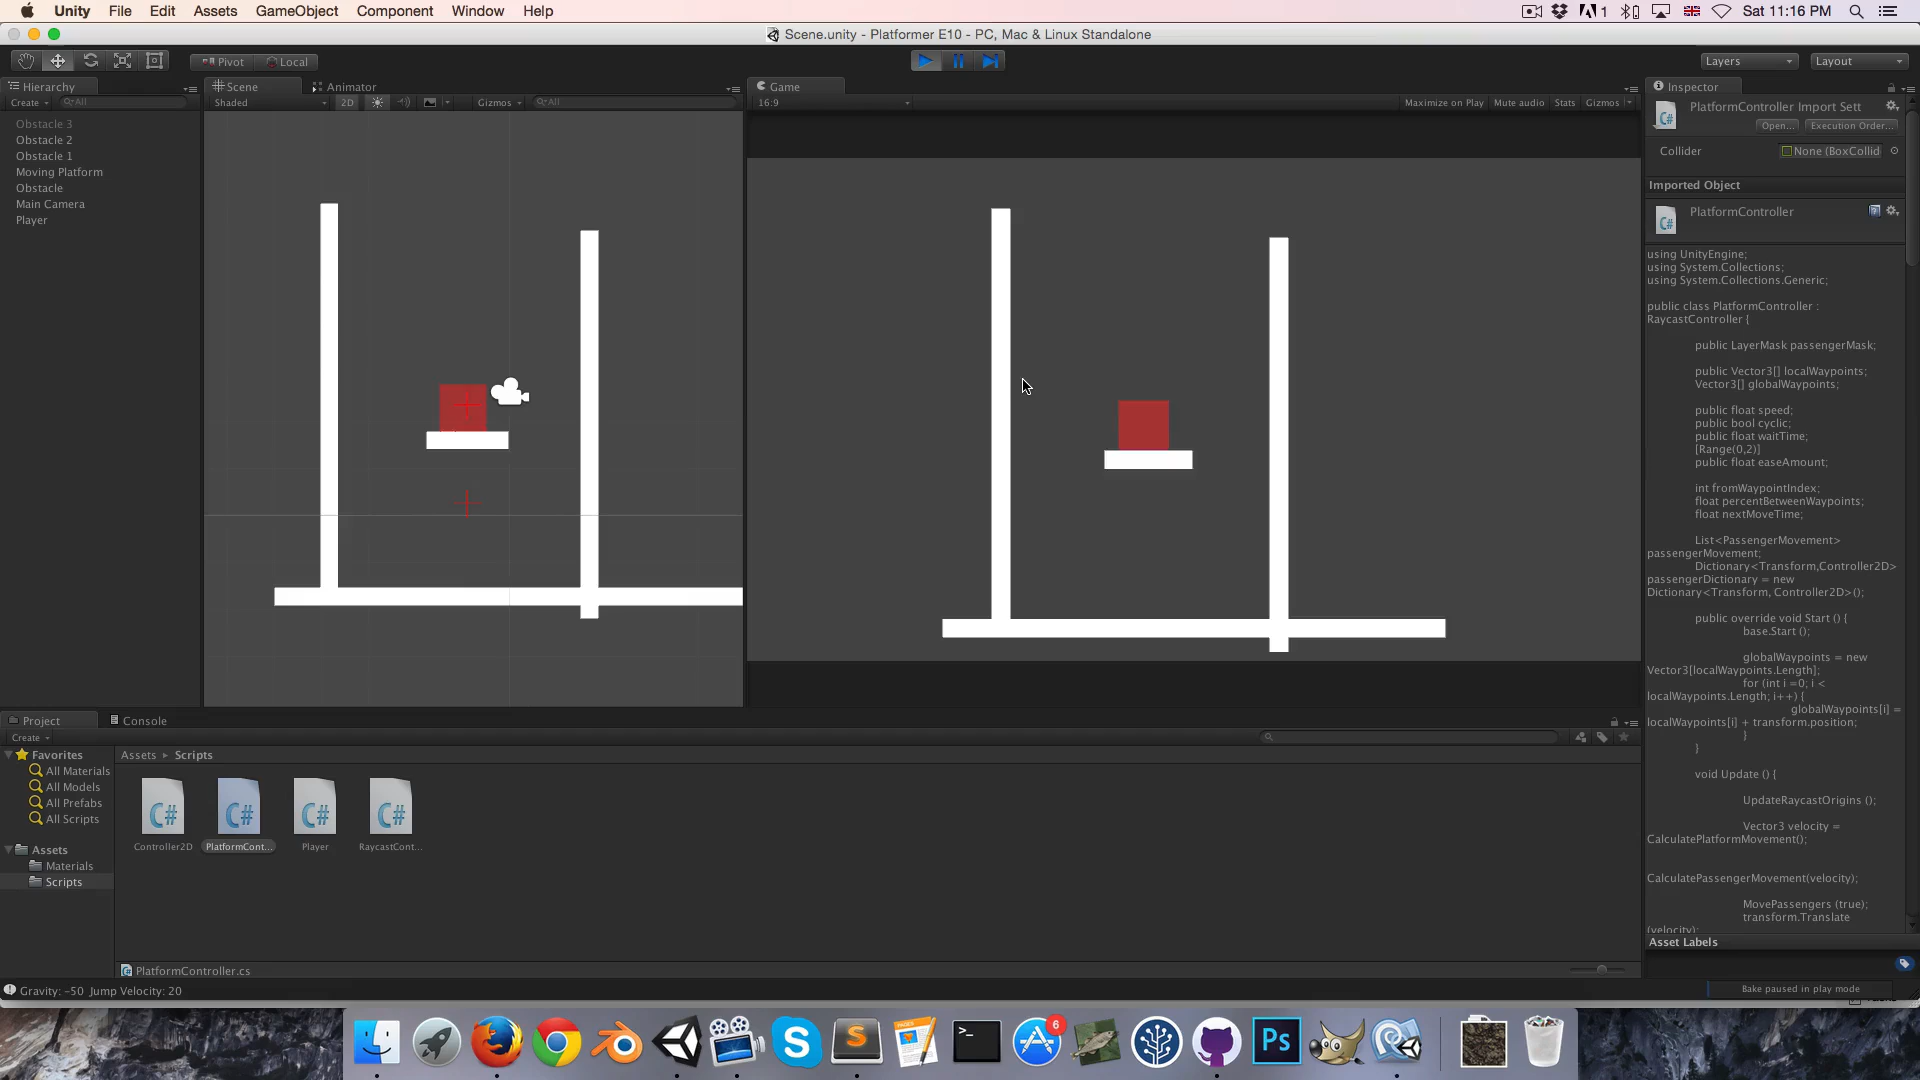 Unity File Edit Assets GameObject Component Window Help
1 Sat 11:16 PM
Scene.unity - Platformer E10 - PC, Mac & Linux Standalone
Pivot Local Layers Layout
Hierarchy
Create All
Obstacle 3
Obstacle 2
Obstacle 1
Moving Platform
Obstacle
Main Camera
Player
Scene Animator
Shaded 2D Gizmos All
Game
16:9 Maximize on Play Mute audio Stats Gizmos
Inspector
PlatformController Import Sett
Open... Execution Order...
Collider None (BoxCollid
Imported Object
PlatformController
using UnityEngine;
using System.Collections;
using System.Collections.Generic;
public class PlatformController :
RaycastController {
public LayerMask passengerMask;
public Vector3[] localWaypoints;
Vector3[] globalWaypoints;
public float speed;
public bool cyclic;
public float waitTime;
[Range(0,2)]
public float easeAmount;
int fromWaypointIndex;
float percentBetweenWaypoints;
float nextMoveTime;
List<PassengerMovement>
passengerMovement;
Dictionary<Transform,Controller2D>
passengerDictionary = new
Dictionary<Transform, Controller2D>();
public override void Start () {
base.Start ();
globalWaypoints = new
Vector3[localWaypoints.Length];
for (int i =0; i <
localWaypoints.Length; i++) {
globalWaypoints[i] =
localWaypoints[i] + transform.position;
}
}
void Update () {
UpdateRaycastOrigins ();
Vector3 velocity =
CalculatePlatformMovement();
CalculatePassengerMovement(velocity);
MovePassengers (true);
transform.Translate
(velocity);
Asset Labels
Project Console
Create
Favorites
All Materials
All Models
All Prefabs
All Scripts
Assets
Materials
Scripts
Assets Scripts
C# C# C# C#
Controller2D PlatformCont... Player RaycastCont...
PlatformController.cs
Gravity: -50 Jump Velocity: 20
Bake paused in play mode
6
Ps